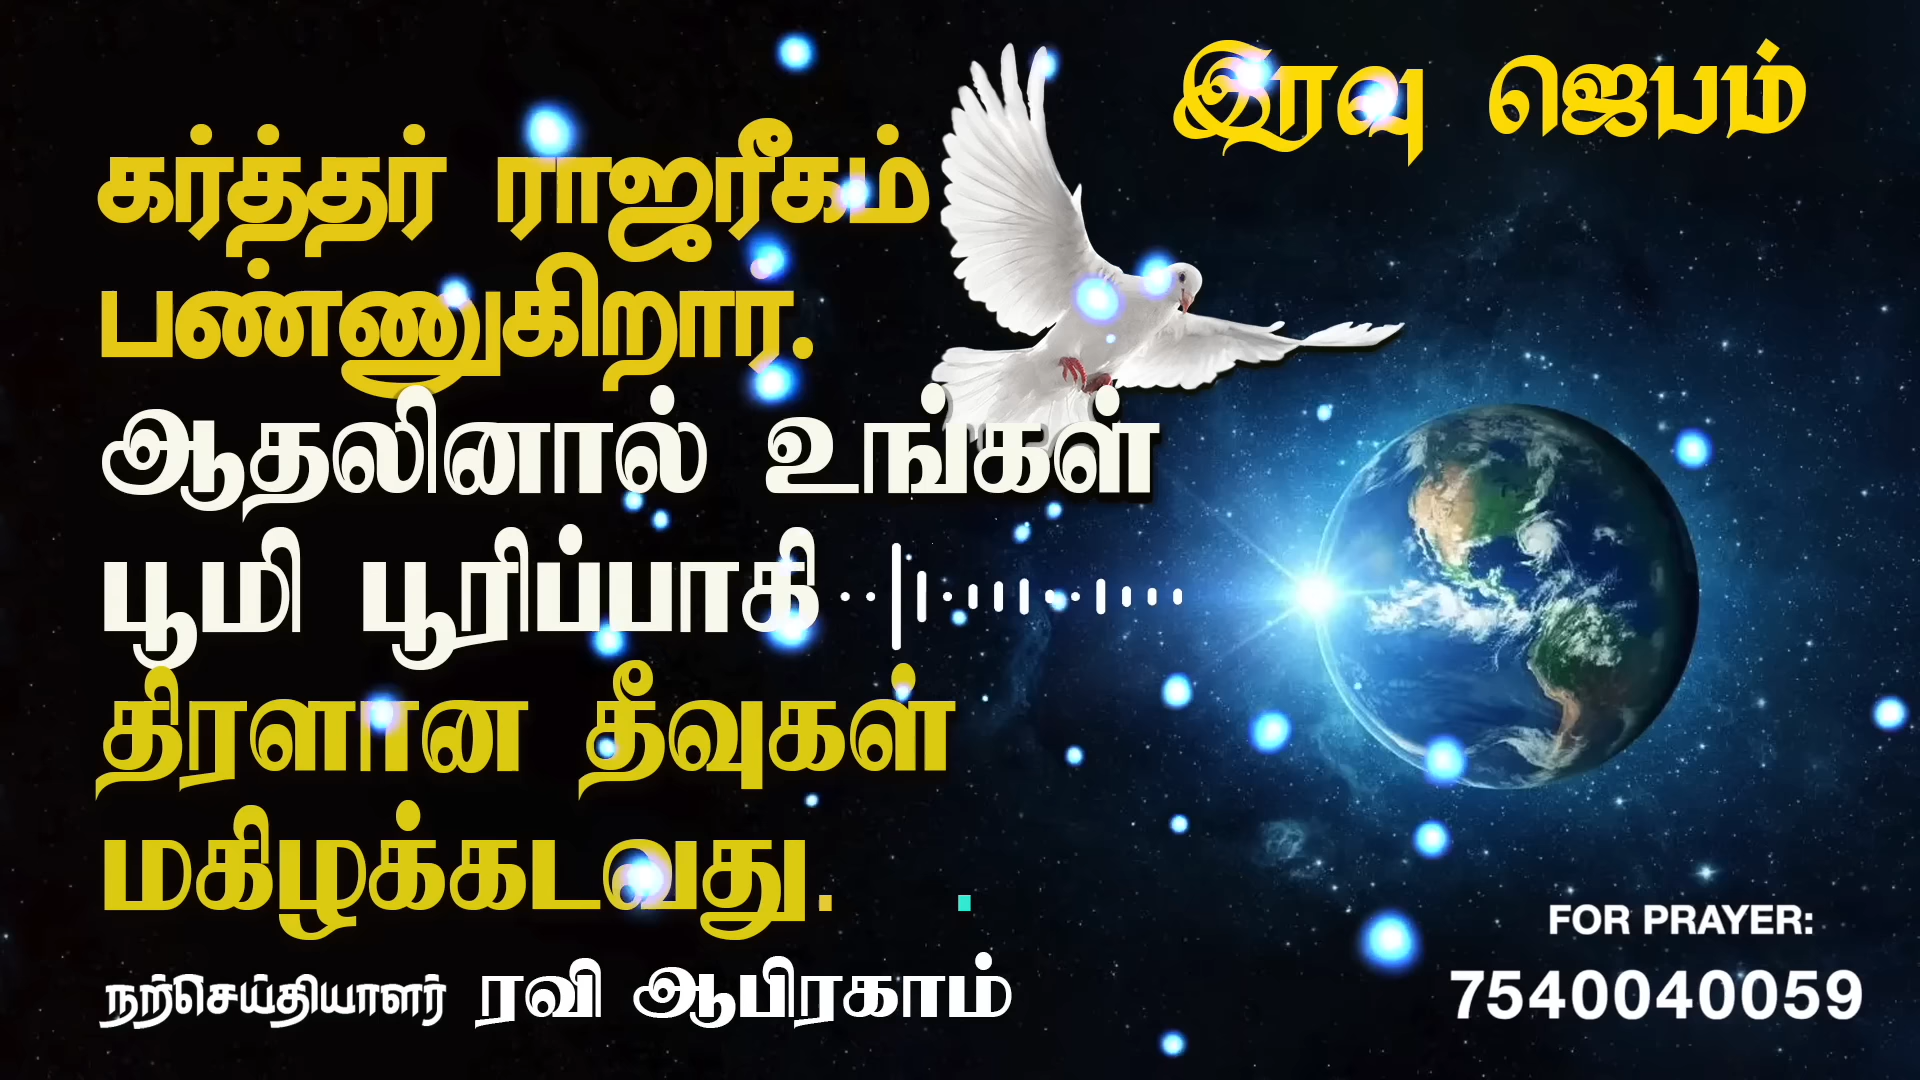 இரவு ஜெபம்
கர்த்தர் ராஜரீகம்
பண்ணுகிறார்.
ஆதலினால் உங்கள்
பூமி பூரிப்பாகி
திரளான தீவுகள்
மகிழக்கடவது. .
நற்செய்தியாளர் ரவி ஆபிரகாம்
FOR PRAYER:
7540040059